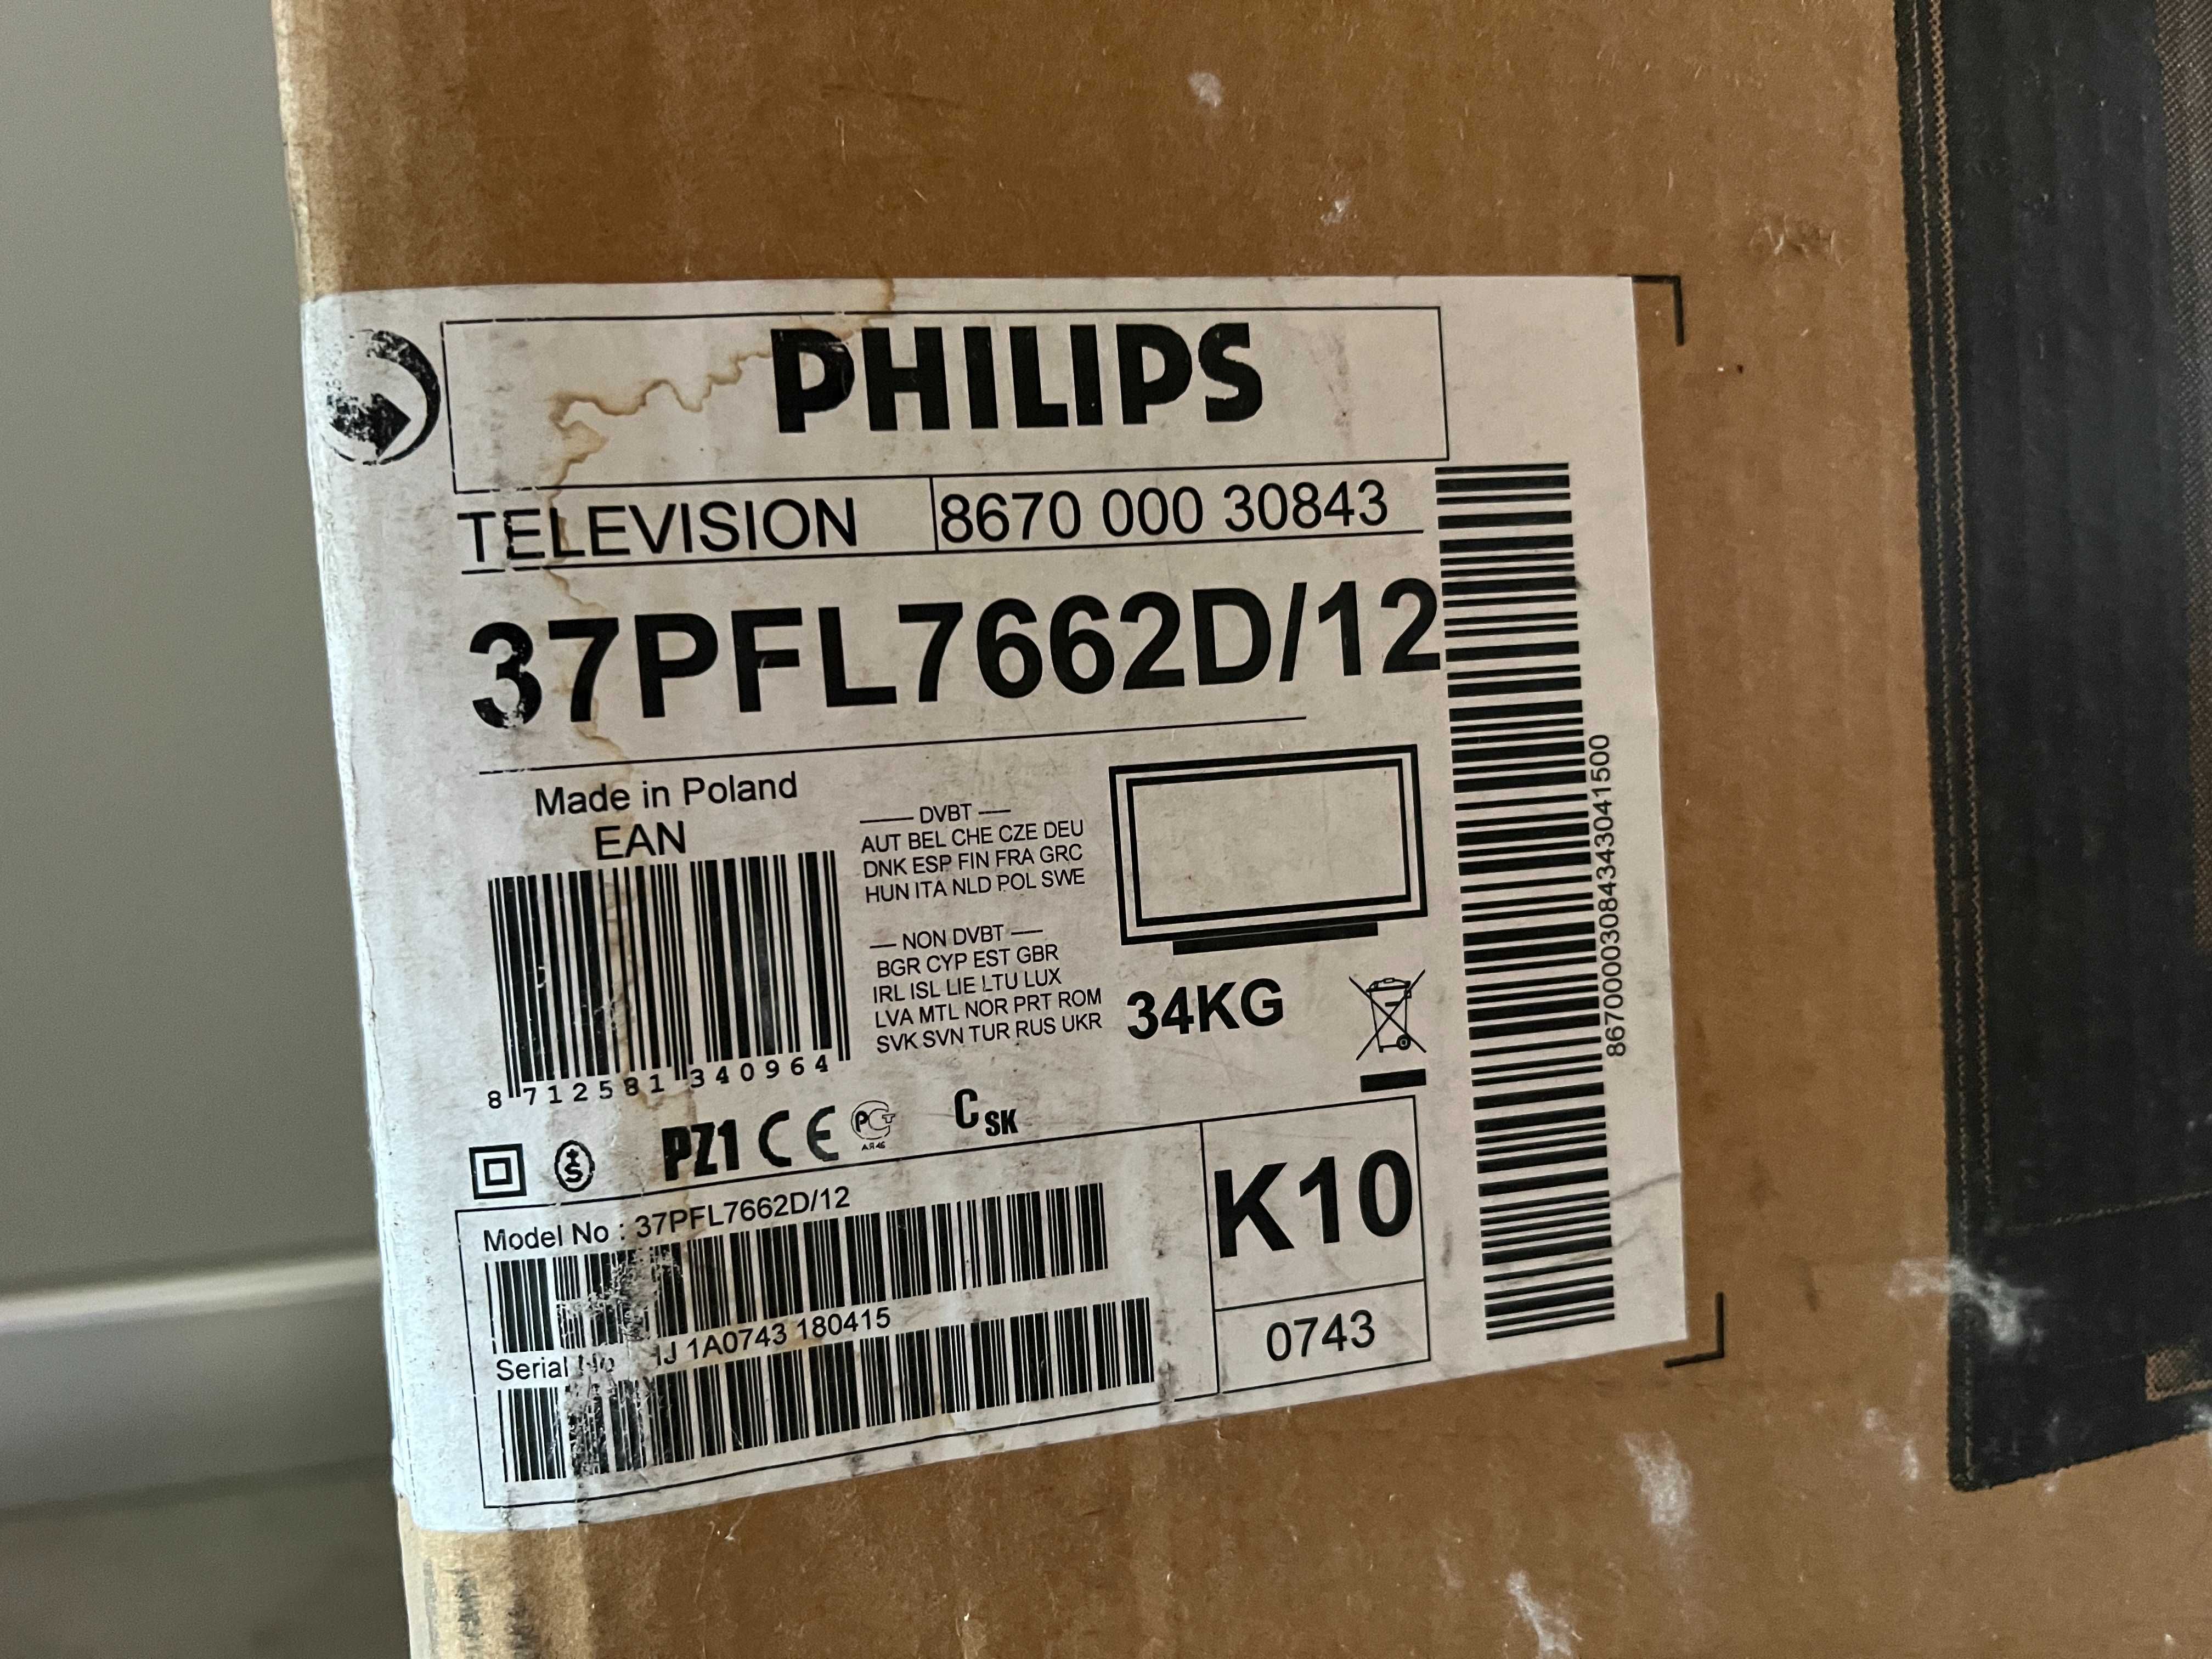 PHILIPS
TELEVISION 8670 000 30843
37PFL7662D/12
Made in Poland
EAN
8 712581 340964
DVBT
AUT BEL CHE CZE DEU
DNK ESP FIN FRA GRC
HUN ITA NLD POL SWE
NON DVBT
BGR CYP EST GBR
IRL ISL LIE LTU LUX
LVA MTL NOR PRT ROM
SVK SVN TUR RUS UKR
34KG
PZ1 CE
C SK
Model No : 37PFL7662D/12
Serial No 1A0743 180415
K10
0743
86700003084343041500